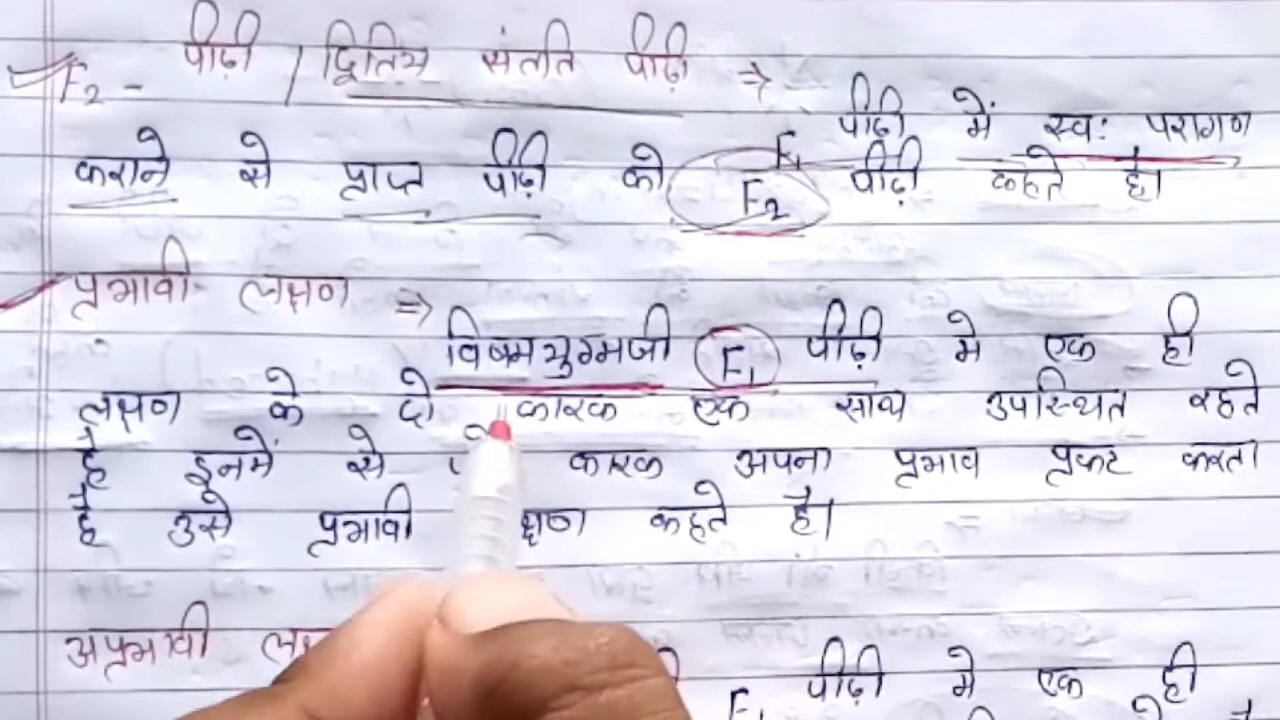 F₂ - पीढ़ी / द्वितिय संतति पीढ़ी ⇒
F₁ पीढ़ी में स्वः परागण
कराने से प्राप्त पीढ़ी को F₂ पीढ़ी कहते है।
प्रभावी लक्षण ⇒
विषमयुग्मजी F₁ पीढ़ी मे एक ही
लक्षण के दो कारक एक साथ उपस्थित रहते
है इनमें से कारक अपना प्रभाव प्रकट करता
है उसे प्रभावी कहते है।
अप्रभावी
F₁ पीढ़ी मे एक ही